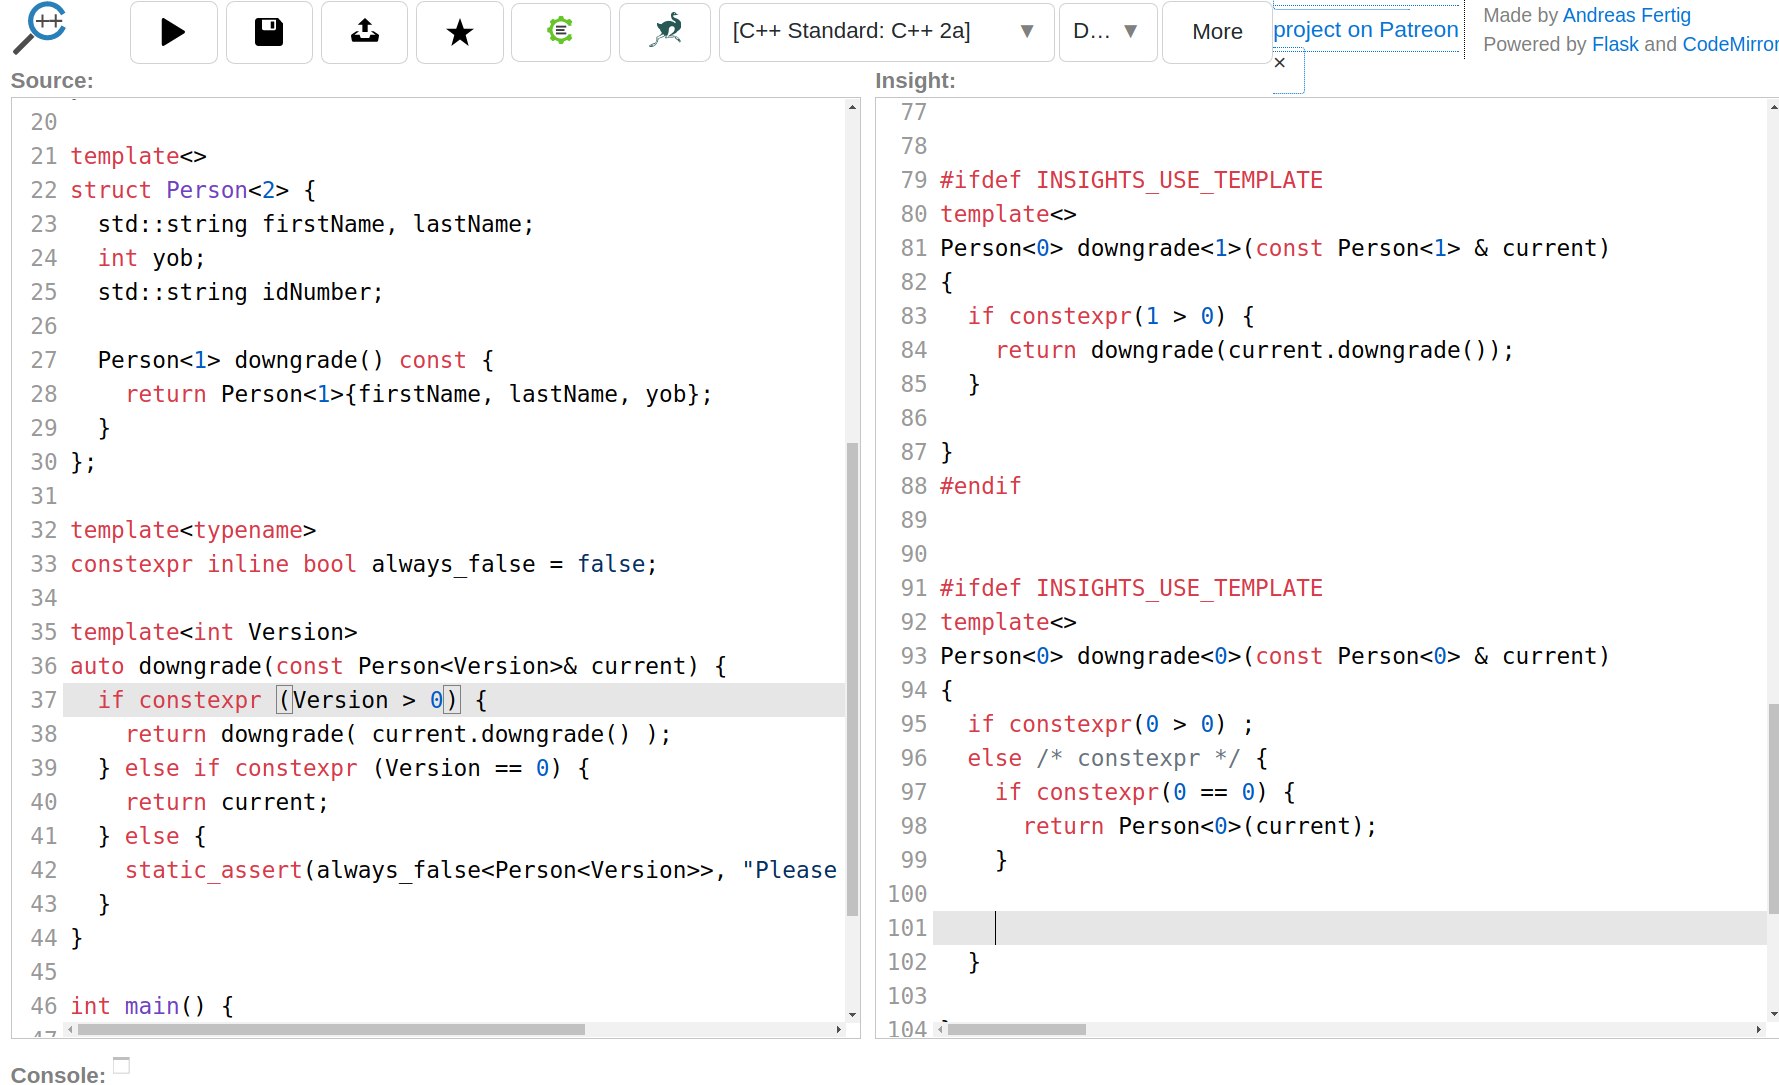 [C++ Standard: C++ 2a] ▼
D... ▼
More
project on Patreon
×
Made by Andreas Fertig
Powered by Flask and CodeMirror
Source:
20
21 template<>
22 struct Person<2> {
23   std::string firstName, lastName;
24   int yob;
25   std::string idNumber;
26
27   Person<1> downgrade() const {
28     return Person<1>{firstName, lastName, yob};
29   }
30 };
31
32 template<typename>
33 constexpr inline bool always_false = false;
34
35 template<int Version>
36 auto downgrade(const Person<Version>& current) {
37   if constexpr (Version > 0) {
38     return downgrade( current.downgrade() );
39   } else if constexpr (Version == 0) {
40     return current;
41   } else {
42     static_assert(always_false<Person<Version>>, "Please
43   }
44 }
45
46 int main() {
47
Insight:
77
78
79 #ifdef INSIGHTS_USE_TEMPLATE
80 template<>
81 Person<0> downgrade<1>(const Person<1> & current)
82 {
83   if constexpr(1 > 0) {
84     return downgrade(current.downgrade());
85   }
86
87 }
88 #endif
89
90
91 #ifdef INSIGHTS_USE_TEMPLATE
92 template<>
93 Person<0> downgrade<0>(const Person<0> & current)
94 {
95   if constexpr(0 > 0) ;
96   else /* constexpr */ {
97     if constexpr(0 == 0) {
98       return Person<0>(current);
99     }
100
101
102   }
103
104
Console: